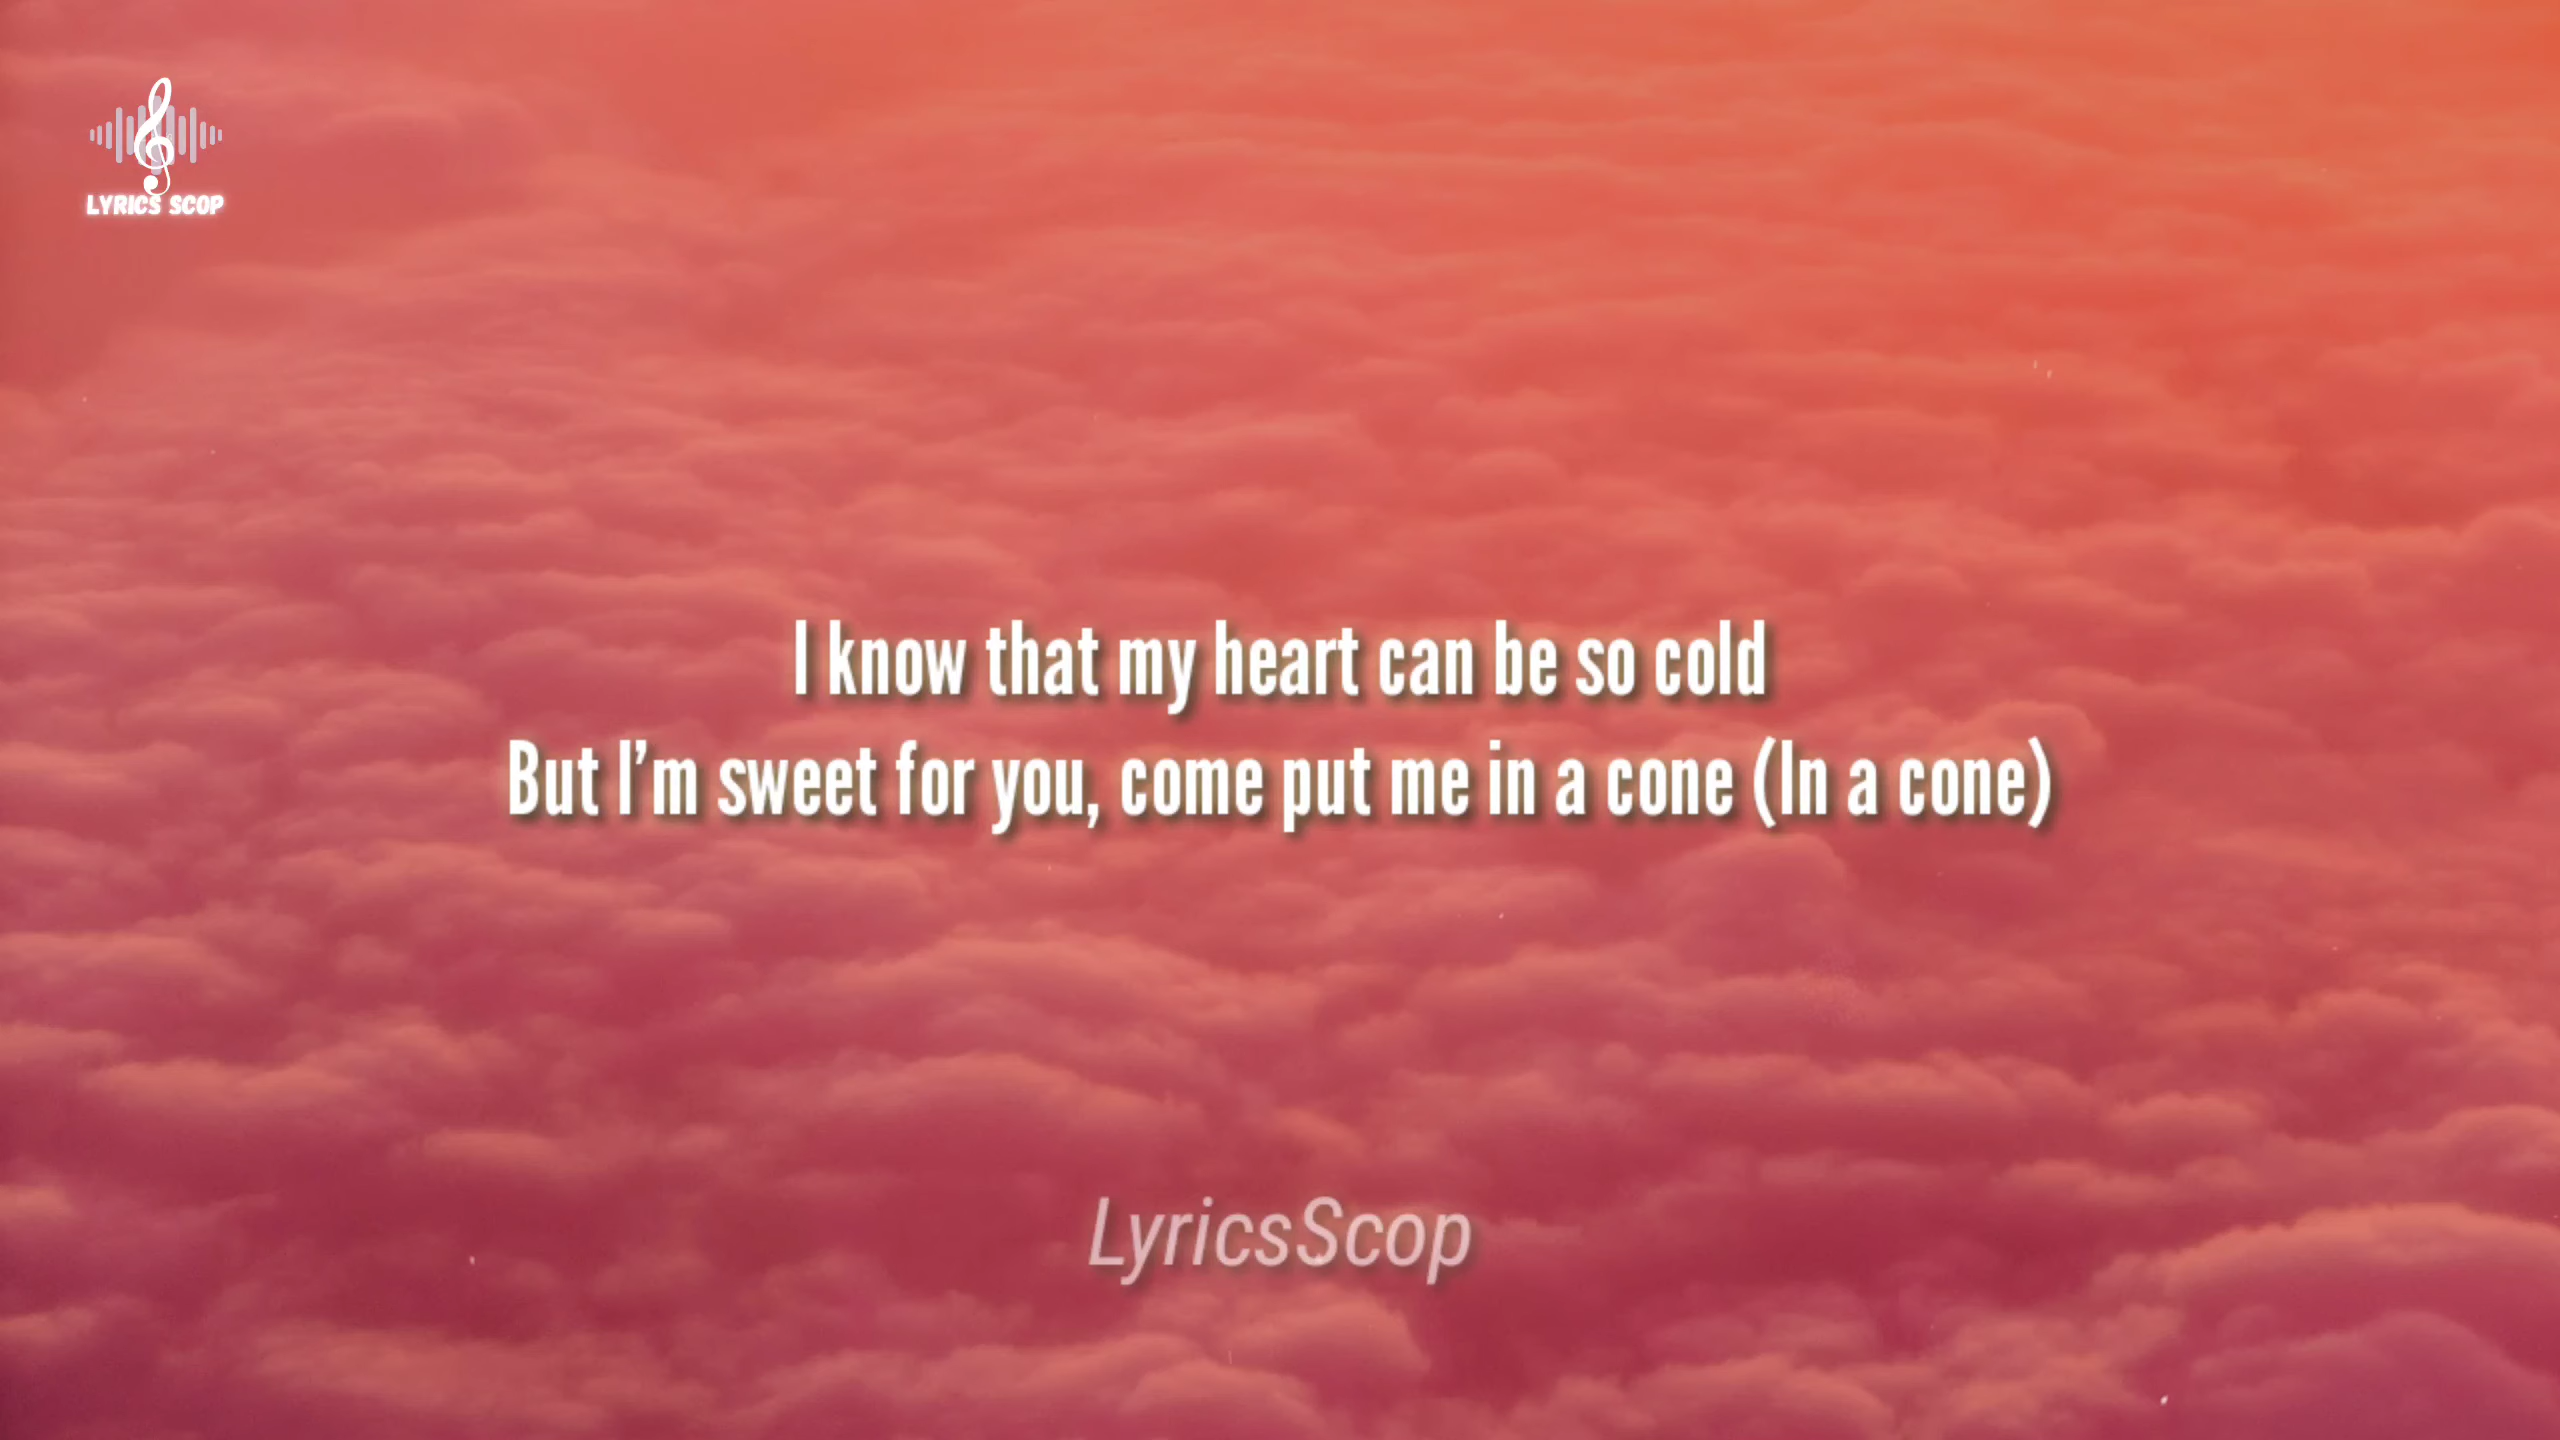 LYRICS SCOP
I know that my heart can be so cold
But I'm sweet for you, come put me in a cone (In a cone)
LyricsScop